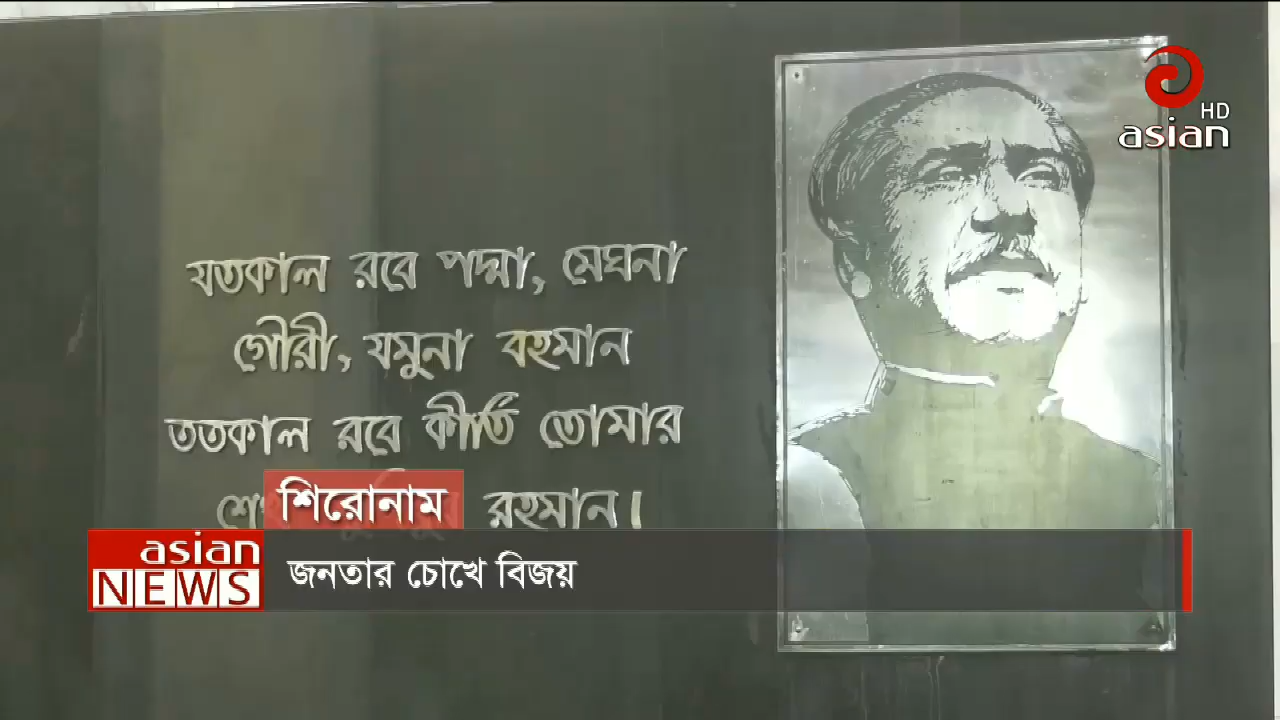 যতকাল রবে পদ্মা, মেঘনা
গৌরী, যমুনা বহমান
ততকাল রবে কীর্তি তোমার
রহমান।
শিরোনাম
asian
NEWS
জনতার চোখে বিজয়
HD
asian